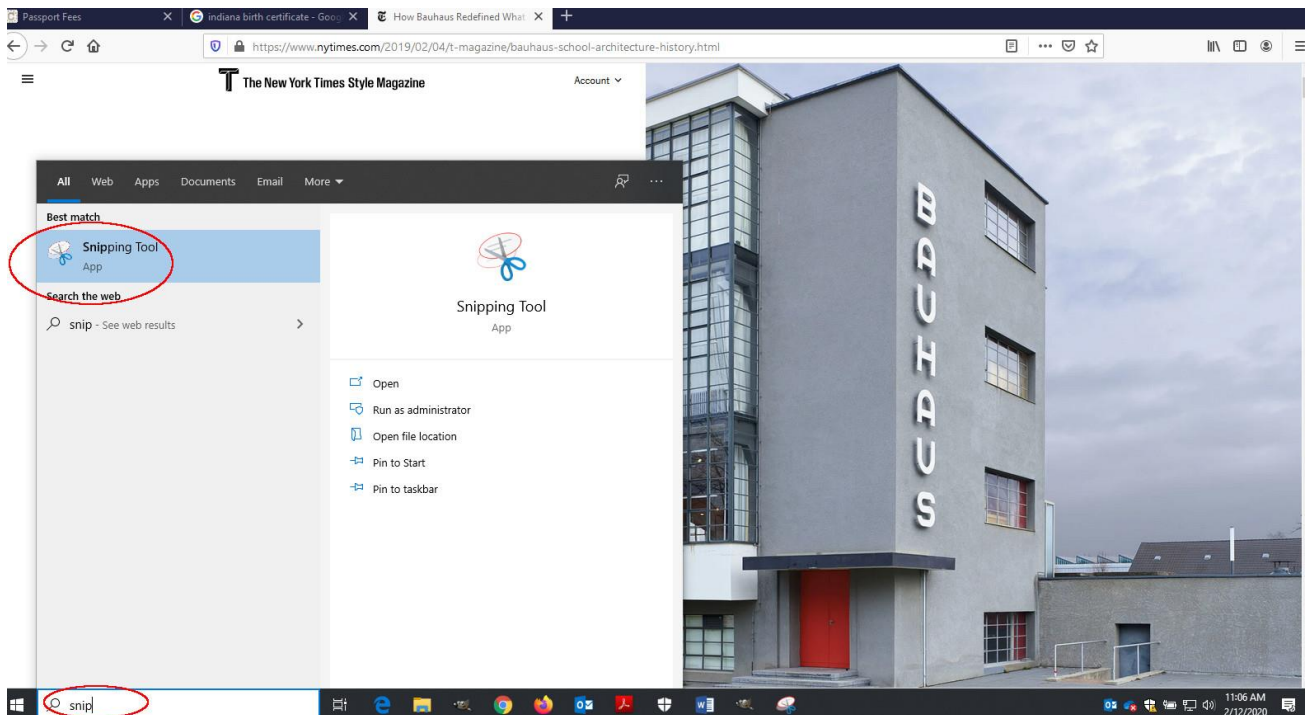 Passport Fees
indiana birth certificate - Goog
How Bauhaus Redefined What
https://www.nytimes.com/2019/02/04/t-magazine/bauhaus-school-architecture-history.html
The New York Times Style Magazine
Account
All Web Apps Documents Email More
Best match
Snipping Tool
App
Search the web
snip - See web results
Snipping Tool
App
Open
Run as administrator
Open file location
Pin to Start
Pin to taskbar
BAUHAUS
snip
11:06 AM
2/12/2020